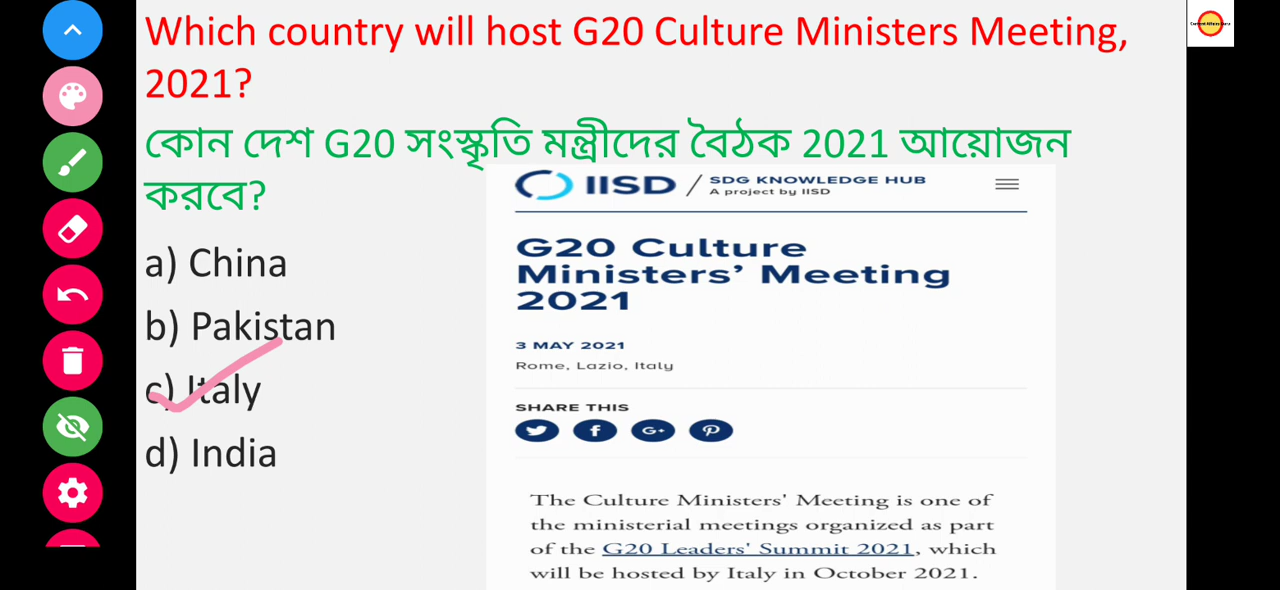 Which country will host G20 Culture Ministers Meeting,
2021?
কোন দেশ G20 সংস্কৃতি মন্ত্রীদের বৈঠক 2021 আয়োজন
করবে?
a) China
b) Pakistan
c) Italy
d) India
IISD / SDG KNOWLEDGE HUB
A project by IISD
G20 Culture
Ministers' Meeting
2021
3 MAY 2021
Rome, Lazio, Italy
SHARE THIS
G+
The Culture Ministers' Meeting is one of
the ministerial meetings organized as part
of the G20 Leaders' Summit 2021, which
will be hosted by Italy in October 2021.